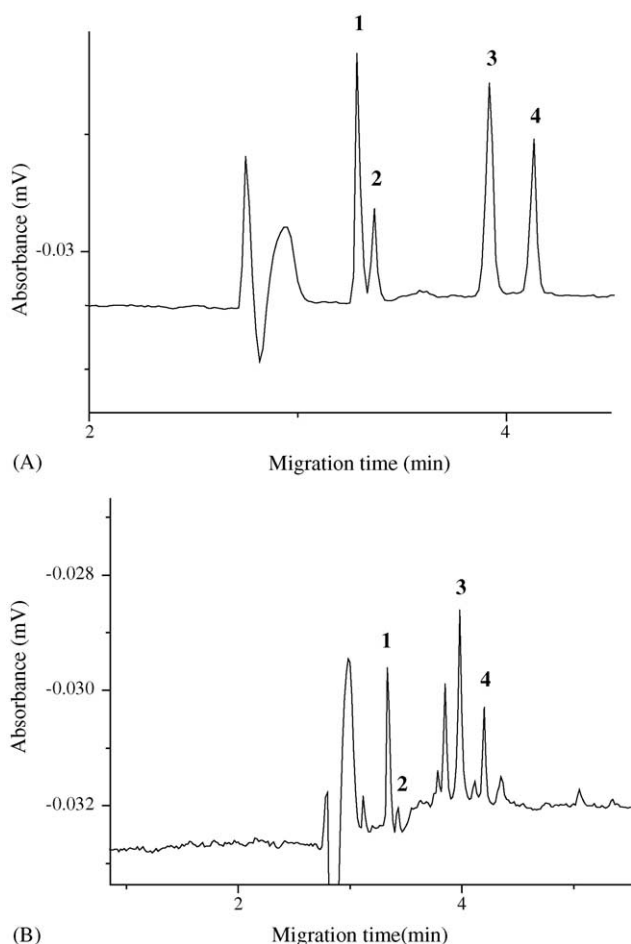 1
3
4
2
Absorbance (mV)
-0.03
2
4
(A)
Migration time (min)
-0.028
3
Absorbance (mV)
1
-0.030
4
2
-0.032
2
4
(B)
Migration time(min)